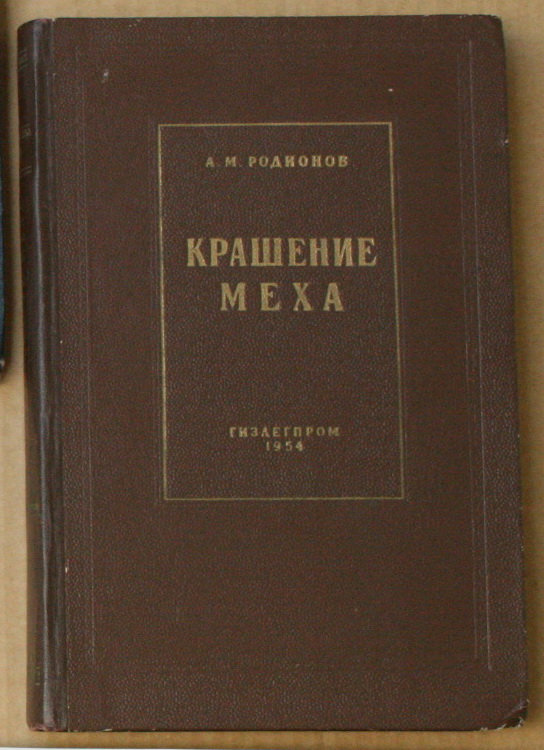 А. М. РОДИОНОВ
КРАШЕНИЕ
МЕХА
ГИЗЛЕГПРОМ
1954